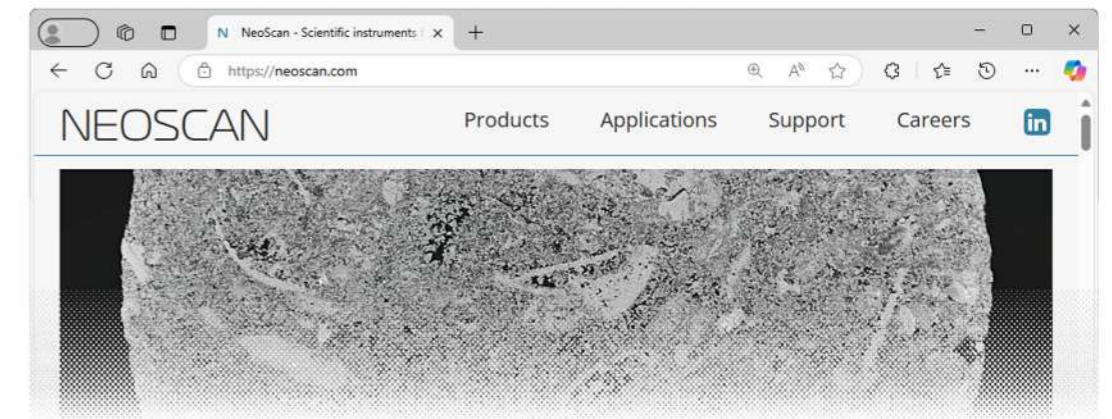 N NeoScan - Scientific instruments
https://neoscan.com
NEOSCAN Products Applications Support Careers in